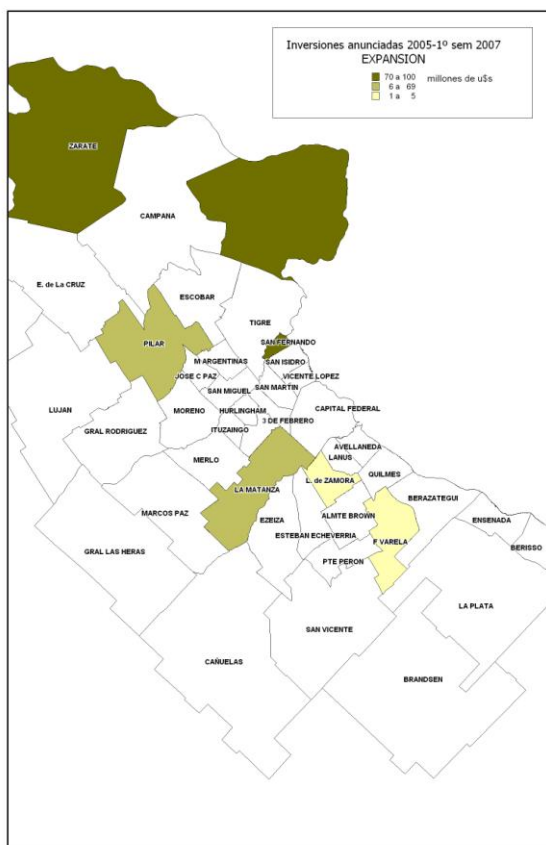 Inversiones anunciadas 2005-1º sem 2007
EXPANSION
70 a 100 millones de u$s
6 a 69
1 a 5
ZARATE
CAMPANA
E. de La CRUZ
ESCOBAR
TIGRE
PILAR
SAN FERNANDO
M ARGENTINAS
SAN ISIDRO
JOSE C PAZ
VICENTE LOPEZ
SAN MIGUEL
SAN MARTIN
LUJAN
MORENO
HURLINGHAM
CAPITAL FEDERAL
GRAL RODRIGUEZ
3 DE FEBRERO
ITUZAINGO
AVELLANEDA
MERLO
LANUS
QUILMES
L. de ZAMORA
LA MATANZA
BERAZATEGUI
MARCOS PAZ
ALMTE BROWN
EZEIZA
ENSENADA
ESTEBAN ECHEVERRIA
F. VARELA
BERISSO
GRAL LAS HERAS
PTE PERON
LA PLATA
SAN VICENTE
CAÑUELAS
BRANDSEN